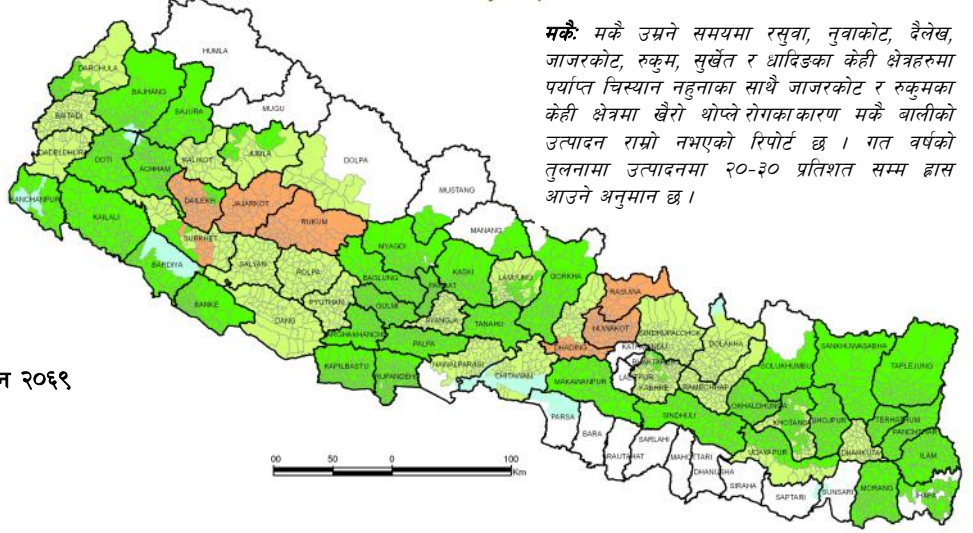 मकैः मकै उम्रने समयमा रसुवा, नुवाकोट, दैलेख,
जाजरकोट, रुकुम, सुर्खेत र धादिङका केही क्षेत्रहरुमा
पर्याप्त चिस्यान नहुनाका साथै जाजरकोट र रुकुमका
केही क्षेत्रमा खैरो थोप्ले रोगकाकारण मकै बालीको
उत्पादन राम्रो नभएको रिपोर्ट छ । गत वर्षको
तुलनामा उत्पादनमा २०-३० प्रतिशत सम्म ह्रास
आउने अनुमान छ ।
HUMLA
DARCHULA
BAJHANG
MUGU
BAJURA
BAITADI
DADELDHURA
DOTI
KALIKOT
JUMLA
DOLPA
ACHHAM
MUSTANG
DAILEKH
JAJARKOT
KANCHANPUR
KAILALI
RUKUM
MANANG
SURKHET
MYAGDI
BARDIYA
SALYAN
ROLPA
BAGLUNG
KASKI
LAMJUNG
GORKHA
PARBAT
RASUWA
BANKE
PYUTHAN
GULMI
DANG
SYANGJA
TANAHU
NUWAKOT
SINDHUPALCHOK
ARGHAKHANCHI
PALPA
DHADING
KATHMANDU
DOLAKHA
SANKHUWASABHA
TAPLEJUNG
KAPILBASTU
RUPANDEHI
NAWALPARASI
CHITAWAN
BHAKTAPUR
LALITPUR
KABHRE
RAMECHHAP
SOLUKHUMBU
न २०६९
MAKAWANPUR
OKHALDHUNGA
PARSA
SINDHULI
KHOTANG
BHOJPUR
TERHATHUM
PANCHTHAR
BARA
RAUTAHAT
SARLAHI
MAHOTTARI
DHANUSHA
SIRAHA
UDAYAPUR
DHANKUTA
ILAM
SAPTARI
SUNSARI
MORANG
JHAPA
00 50 0 100
Km